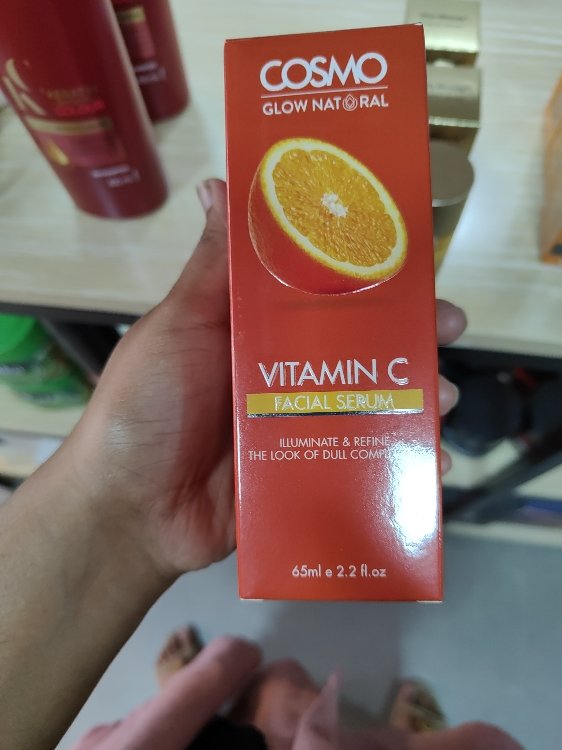 COSMO
GLOW NATURAL
VITAMIN C
FACIAL SERUM
ILLUMINATE & REFINE
THE LOOK OF DULL
65ml e 2.2 fl.oz